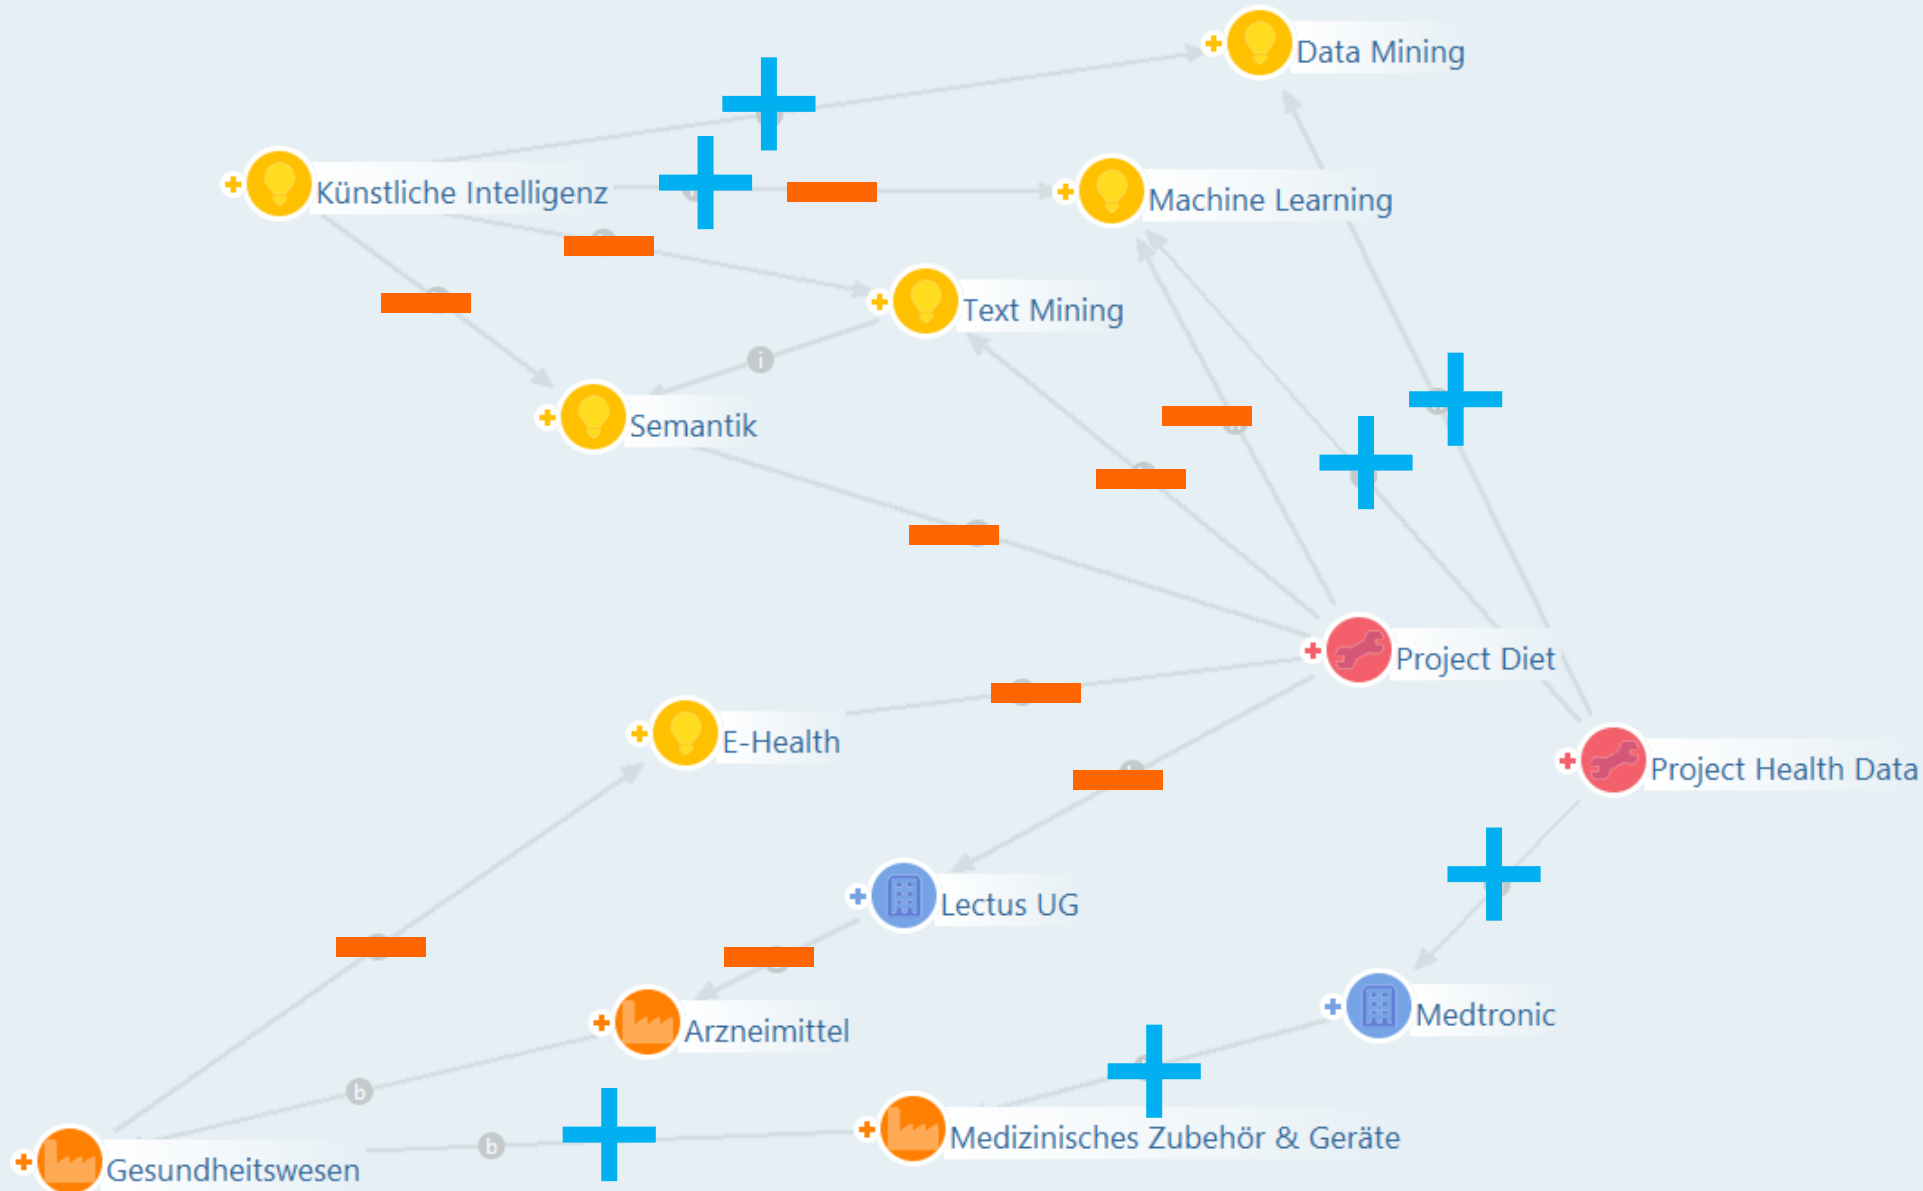 Data Mining
Künstliche Intelligenz
Machine Learning
Text Mining
i
Semantik
Project Diet
E-Health
Project Health Data
Lectus UG
Medtronic
Arzneimittel
b
Medizinisches Zubehör & Geräte
b
Gesundheitswesen